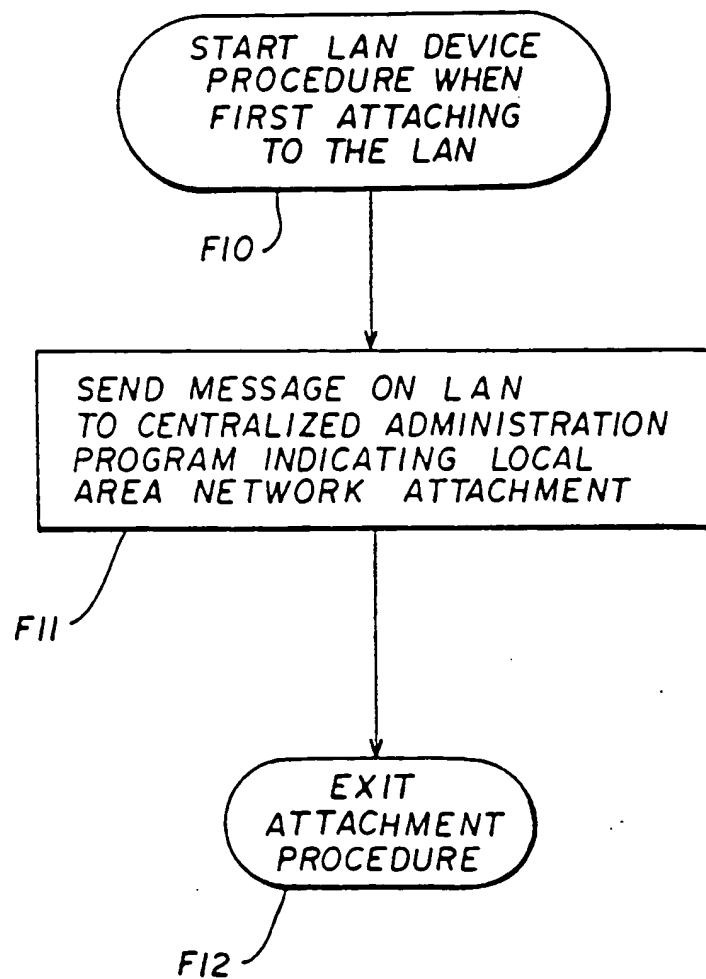 START LAN DEVICE
PROCEDURE WHEN
FIRST ATTACHING
TO THE LAN
F10
SEND MESSAGE ON LAN
TO CENTRALIZED ADMINISTRATION
PROGRAM INDICATING LOCAL
AREA NETWORK ATTACHMENT
F11
EXIT
ATTACHMENT
PROCEDURE
F12